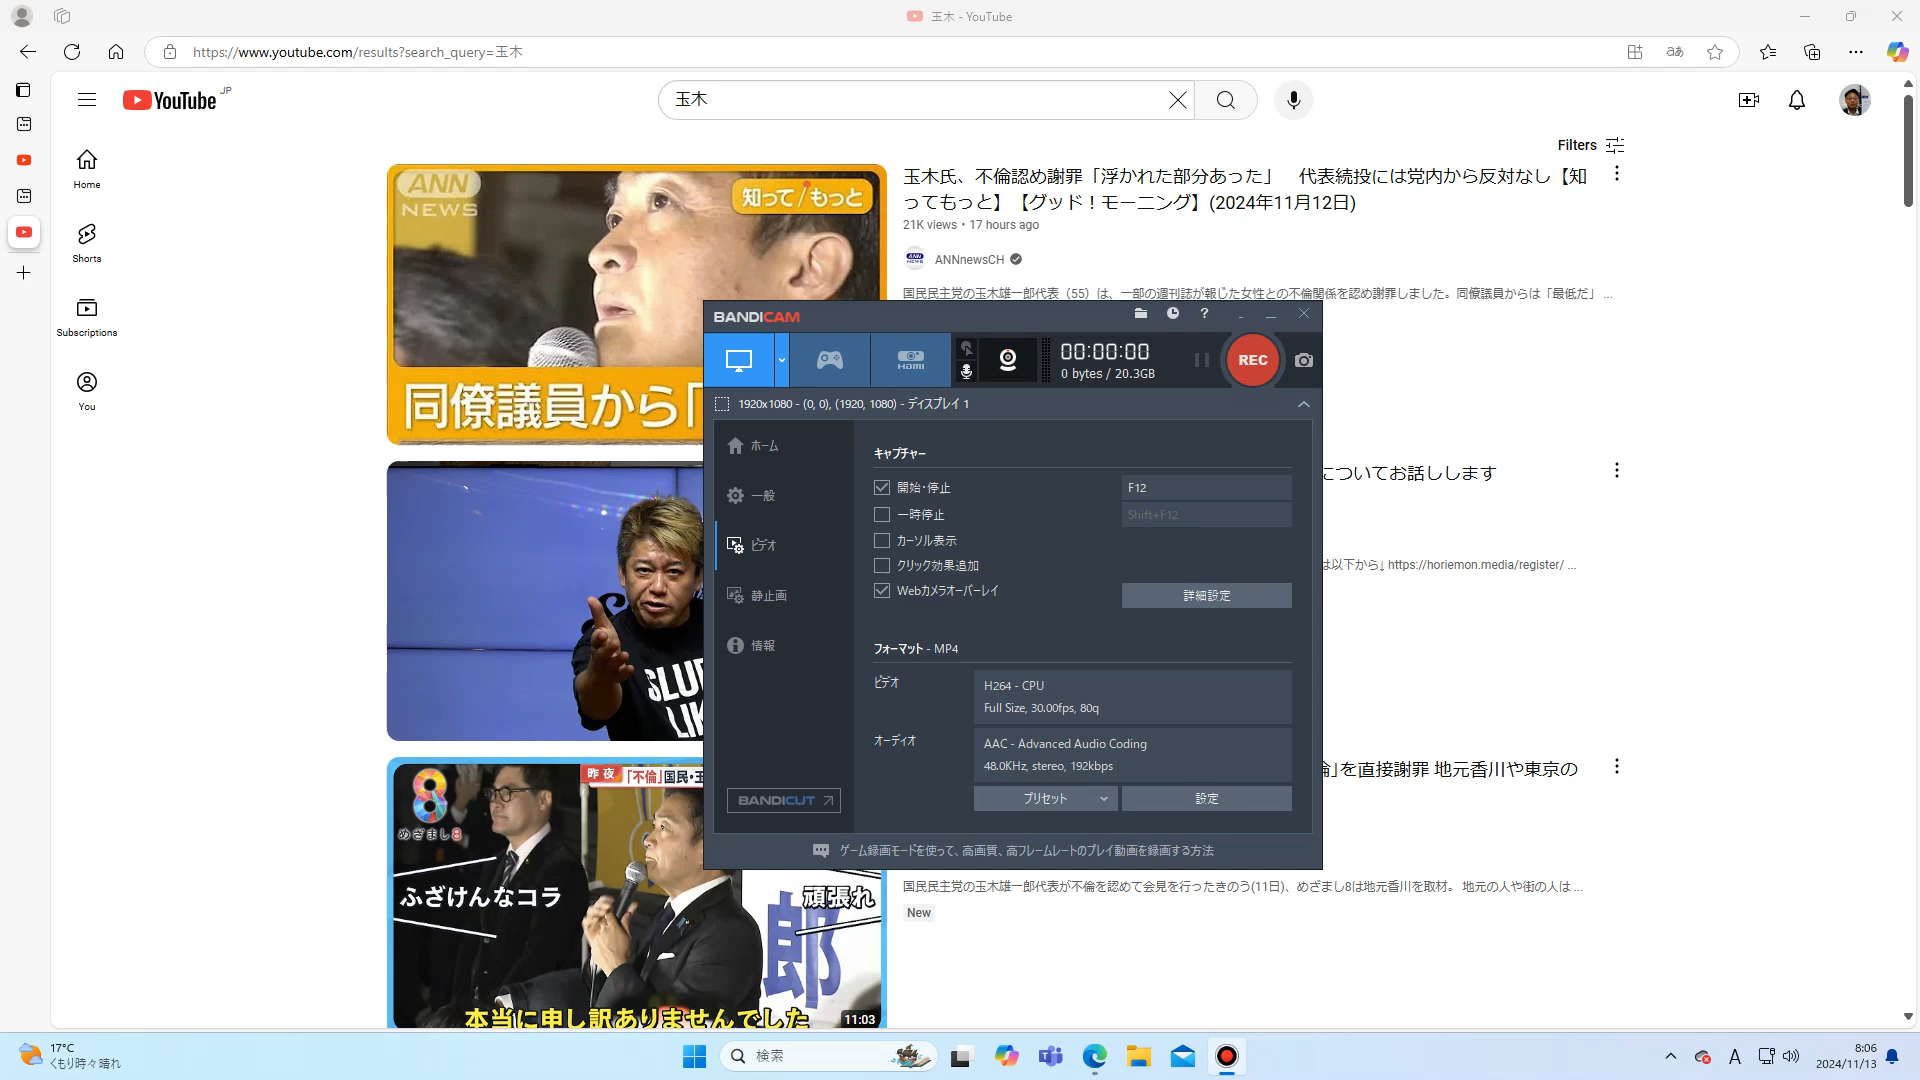 玉木 - YouTube
https://www.youtube.com/results?search_query=玉木
aあ
YouTube JP
玉木
Home
Shorts
Subscriptions
You
Filters
ANN NEWS
知って/もっと
同僚議員から「
玉木氏、不倫認め謝罪「浮かれた部分あった」 代表続投には党内から反対なし【知
ってもっと】【グッド！モーニング】(2024年11月12日)
21K views • 17 hours ago
ANNnewsCH
国民民主党の玉木雄一郎代表（55）は、一部の週刊誌が報じた女性との不倫関係を認め謝罪しました。同僚議員からは「最低だ」 ...
BANDICAM
?
HDMI
00:00:00
0 bytes / 20.3GB
REC
1920x1080 - (0, 0), (1920, 1080) - ディスプレイ 1
ホーム
一般
ビデオ
静止画
情報
BANDICUT
キャプチャー
開始・停止
F12
一時停止
Shift+F12
カーソル表示
クリック効果追加
Webカメラオーバーレイ
詳細設定
フォーマット - MP4
ビデオ
H264 - CPU
Full Size, 30.00fps, 80q
オーディオ
AAC - Advanced Audio Coding
48.0KHz, stereo, 192kbps
プリセット
設定
ゲーム録画モードを使って、高画質、高フレームレートのプレイ動画を録画する方法
についてお話しします
は以下から↓ https://horiemon.media/register/ ...
8
めざまし8
昨夜
「不倫」国民・玉
ふざけんなコラ
頑張れ
郎
本当に申し訳ありませんでした
11:03
」を直接謝罪 地元香川や東京の
国民民主党の玉木雄一郎代表が不倫を認めて会見を行ったきのう(11日)、めざまし8は地元香川を取材。 地元の人や街の人は ...
New
17°C
くもり時々晴れ
検索
A
8:06
2024/11/13